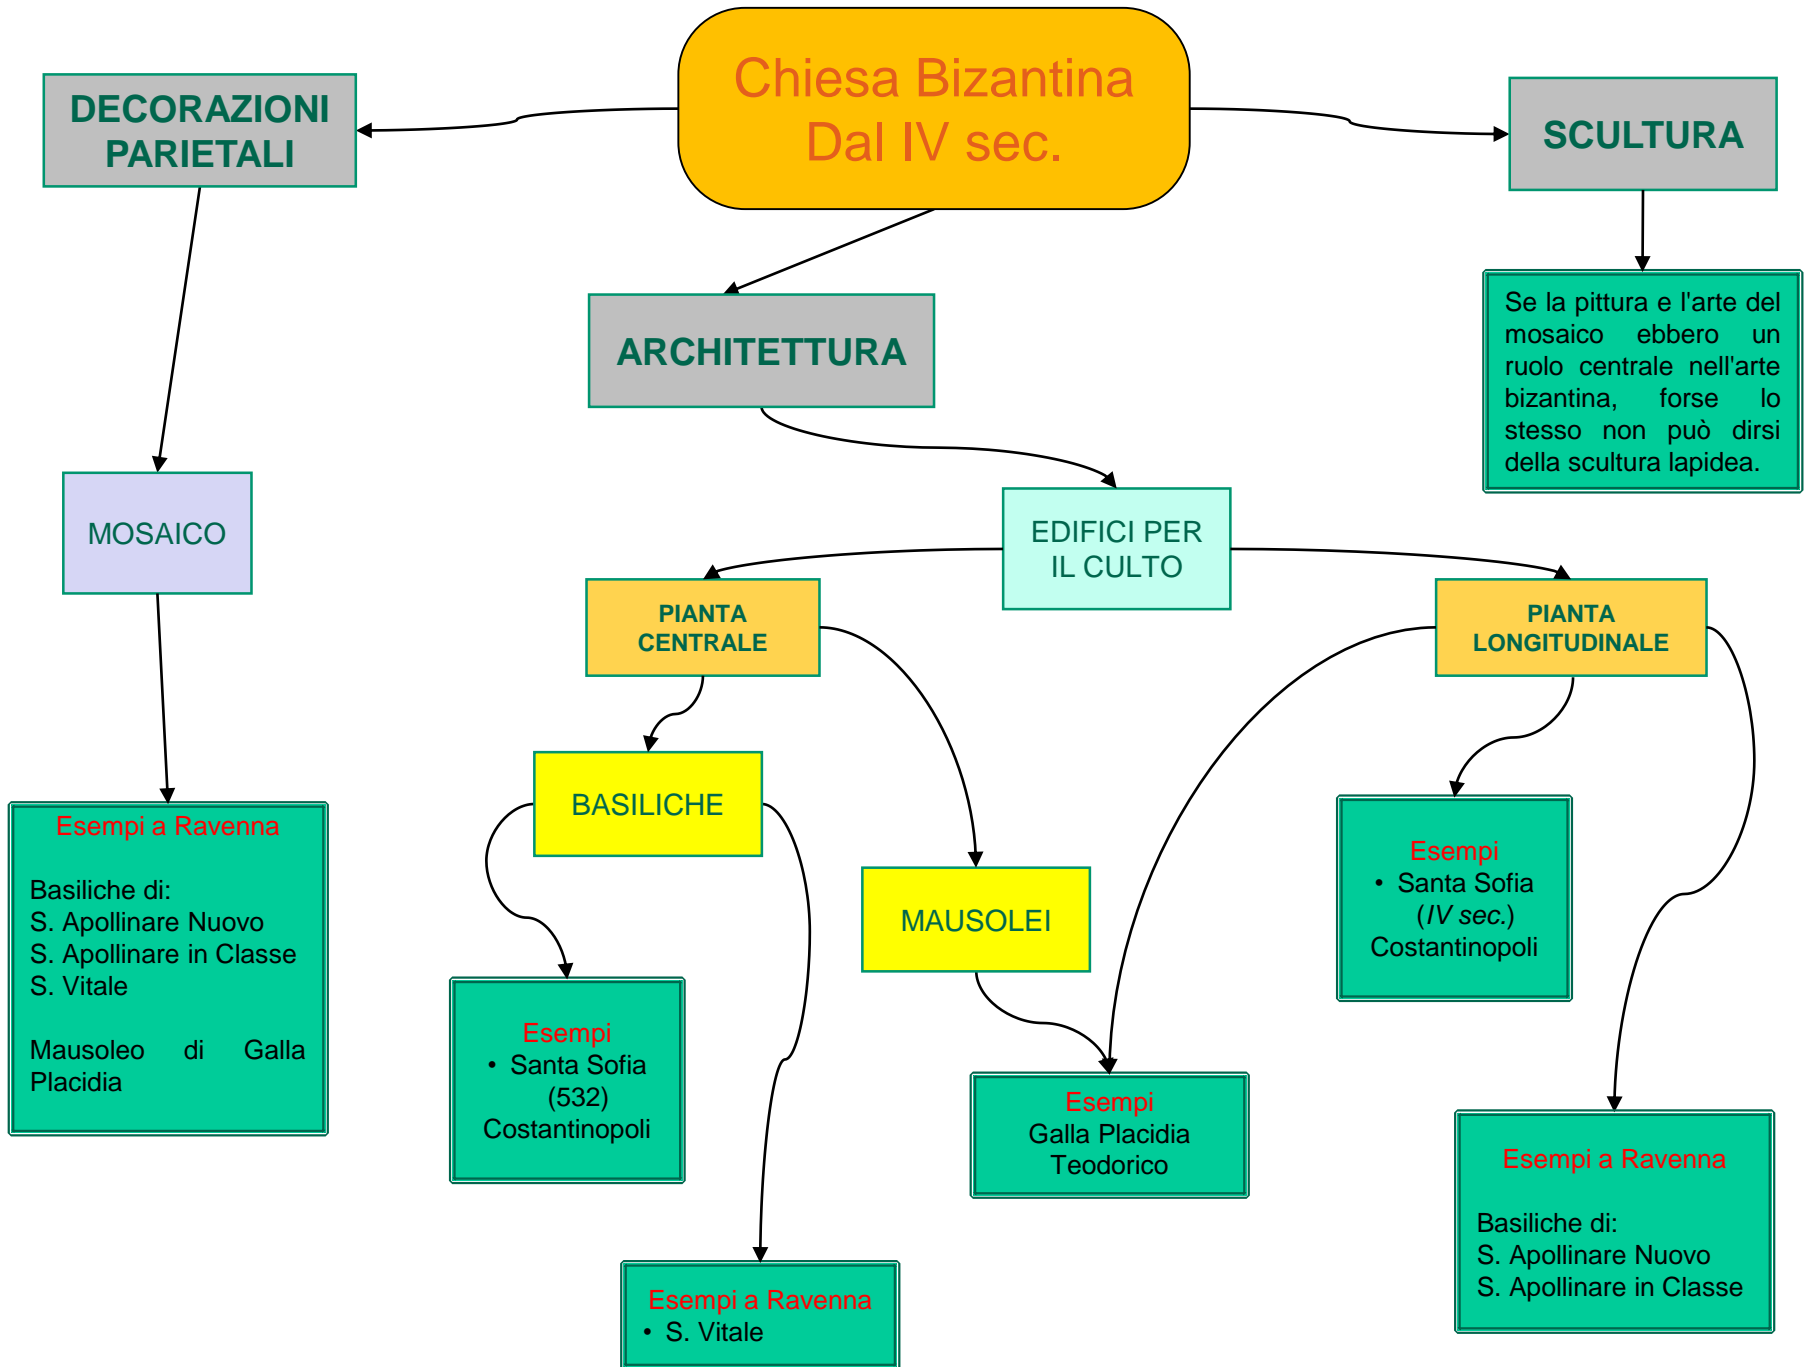 Chiesa Bizantina
Dal IV sec.
DECORAZIONI
PARIETALI
SCULTURA
ARCHITETTURA
Se la pittura e l'arte del
mosaico ebbero un
ruolo centrale nell'arte
bizantina, forse lo
stesso non può dirsi
della scultura lapidea.
MOSAICO
EDIFICI PER
IL CULTO
PIANTA
CENTRALE
PIANTA
LONGITUDINALE
BASILICHE
MAUSOLEI
Esempi a Ravenna
Basiliche di:
S. Apollinare Nuovo
S. Apollinare in Classe
S. Vitale
Mausoleo di Galla
Placidia
Esempi
• Santa Sofia
(532)
Costantinopoli
Esempi a Ravenna
• S. Vitale
Esempi
Galla Placidia
Teodorico
Esempi
• Santa Sofia
(IV sec.)
Costantinopoli
Esempi a Ravenna
Basiliche di:
S. Apollinare Nuovo
S. Apollinare in Classe